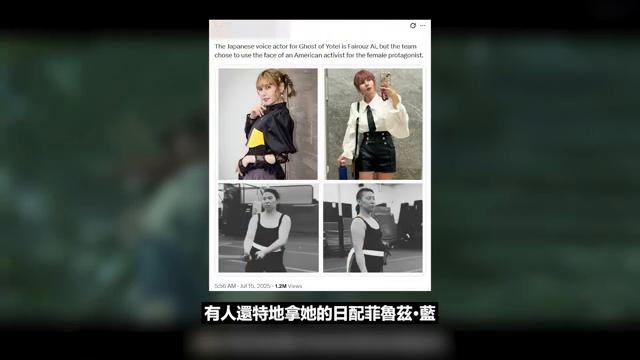 The Japanese voice actor for Ghost of Yotei is Fairouz Ai, but the team
chose to use the face of an American activist for the female protagonist.
5:56 AM · Jul 15, 2025 · 1.2M Views
有人還特地拿她的日配菲魯茲·藍